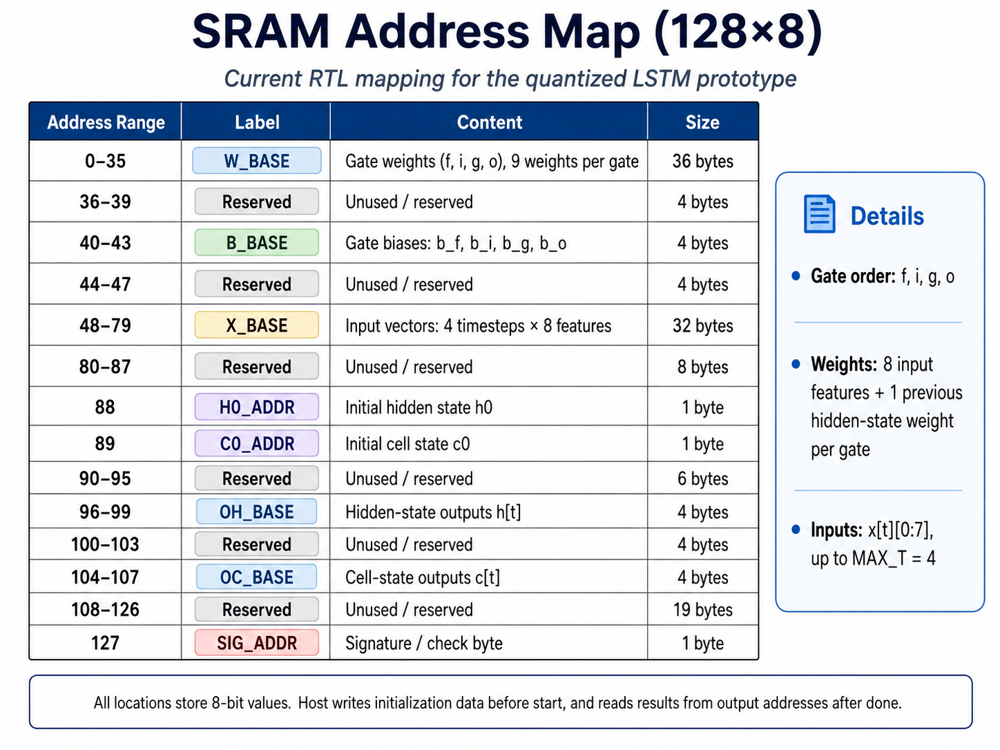 SRAM Address Map (128×8)
Current RTL mapping for the quantized LSTM prototype
Address Range Label Content Size
0–35 W_BASE Gate weights (f, i, g, o), 9 weights per gate 36 bytes
36–39 Reserved Unused / reserved 4 bytes
40–43 B_BASE Gate biases: b_f, b_i, b_g, b_o 4 bytes
44–47 Reserved Unused / reserved 4 bytes
48–79 X_BASE Input vectors: 4 timesteps × 8 features 32 bytes
80–87 Reserved Unused / reserved 8 bytes
88 H0_ADDR Initial hidden state h0 1 byte
89 C0_ADDR Initial cell state c0 1 byte
90–95 Reserved Unused / reserved 6 bytes
96–99 OH_BASE Hidden-state outputs h[t] 4 bytes
100–103 Reserved Unused / reserved 4 bytes
104–107 OC_BASE Cell-state outputs c[t] 4 bytes
108–126 Reserved Unused / reserved 19 bytes
127 SIG_ADDR Signature / check byte 1 byte
Details
• Gate order: f, i, g, o
• Weights: 8 input
features + 1 previous
hidden-state weight
per gate
• Inputs: x[t][0:7],
up to MAX_T = 4
All locations store 8-bit values. Host writes initialization data before start, and reads results from output addresses after done.